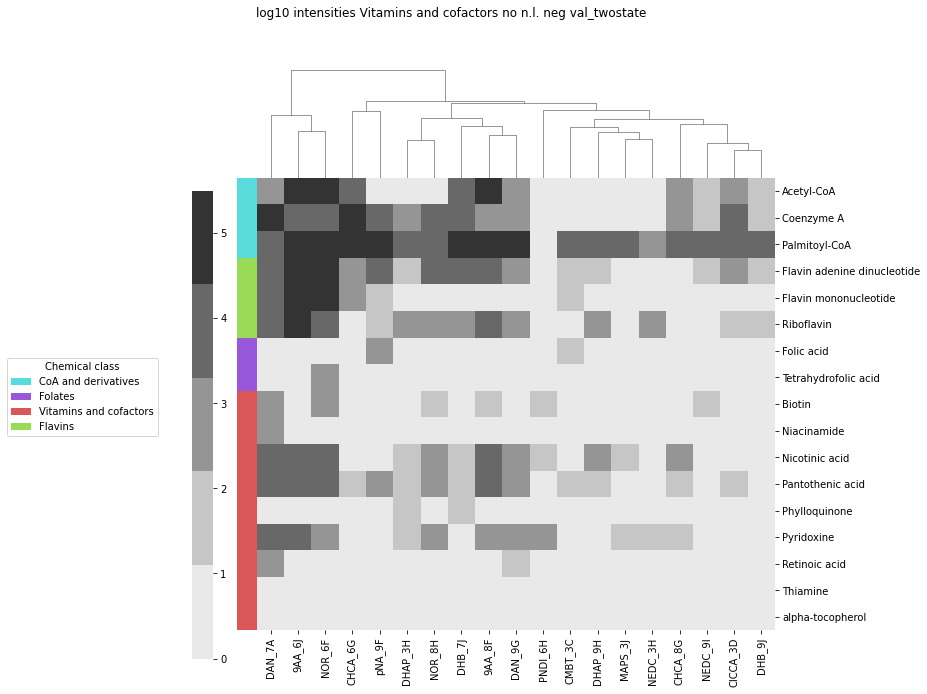 log10 intensities Vitamins and cofactors no n.l. neg val_twostate
Acetyl-CoA
Coenzyme A
Palmitoyl-CoA
Flavin adenine dinucleotide
Flavin mononucleotide
Riboflavin
Folic acid
Tetrahydrofolic acid
Biotin
Niacinamide
Nicotinic acid
Pantothenic acid
Phylloquinone
Pyridoxine
Retinoic acid
Thiamine
alpha-tocopherol
5
4
3
2
1
0
Chemical class
CoA and derivatives
Folates
Vitamins and cofactors
Flavins
DAN_7A
9AA_6J
NOR_6F
CHCA_6G
pNA_9F
DHAP_3H
NOR_8H
DHB_7J
9AA_8F
DAN_9G
PNDI_6H
CMBT_3C
DHAP_9H
MAPS_3J
NEDC_3H
CHCA_8G
NEDC_9I
ClCCA_3D
DHB_9J